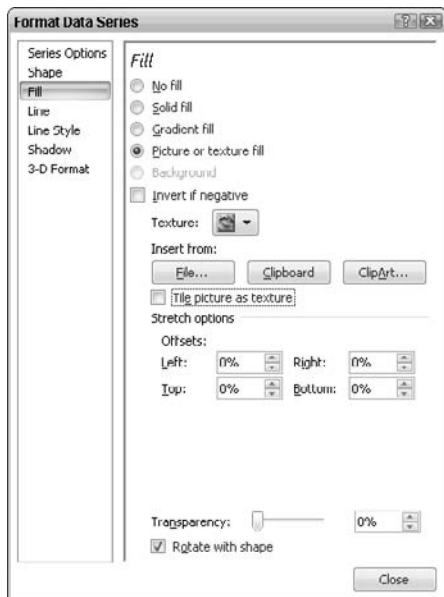 Format Data Series
Series Options
Shape
Fill
Line
Line Style
Shadow
3-D Format
Fill
No fill
Solid fill
Gradient fill
Picture or texture fill
Background
Invert if negative
Texture:
Insert from:
File...
Clipboard
ClipArt...
Tile picture as texture
Stretch options
Offsets:
Left: 0% Right: 0%
Top: 0% Bottom: 0%
Transparency: 0%
Rotate with shape
Close